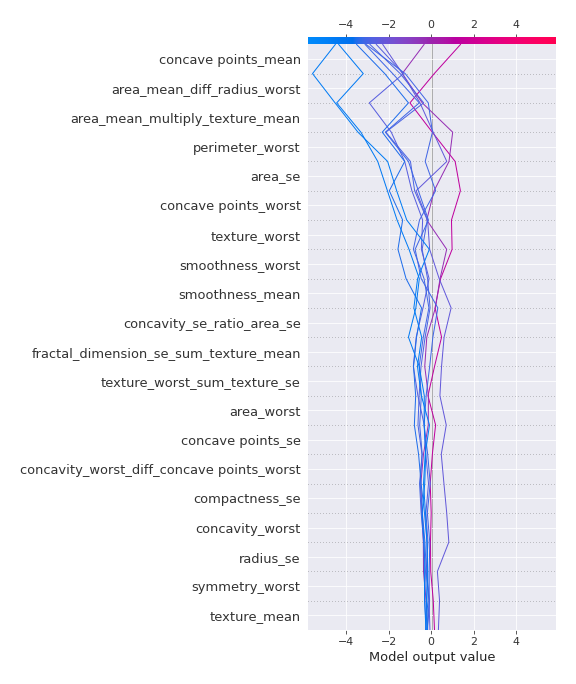 −4 −2 0 2 4
concave points_mean
area_mean_diff_radius_worst
area_mean_multiply_texture_mean
perimeter_worst
area_se
concave points_worst
texture_worst
smoothness_worst
smoothness_mean
concavity_se_ratio_area_se
fractal_dimension_se_sum_texture_mean
texture_worst_sum_texture_se
area_worst
concave points_se
concavity_worst_diff_concave points_worst
compactness_se
concavity_worst
radius_se
symmetry_worst
texture_mean
−4 −2 0 2 4
Model output value